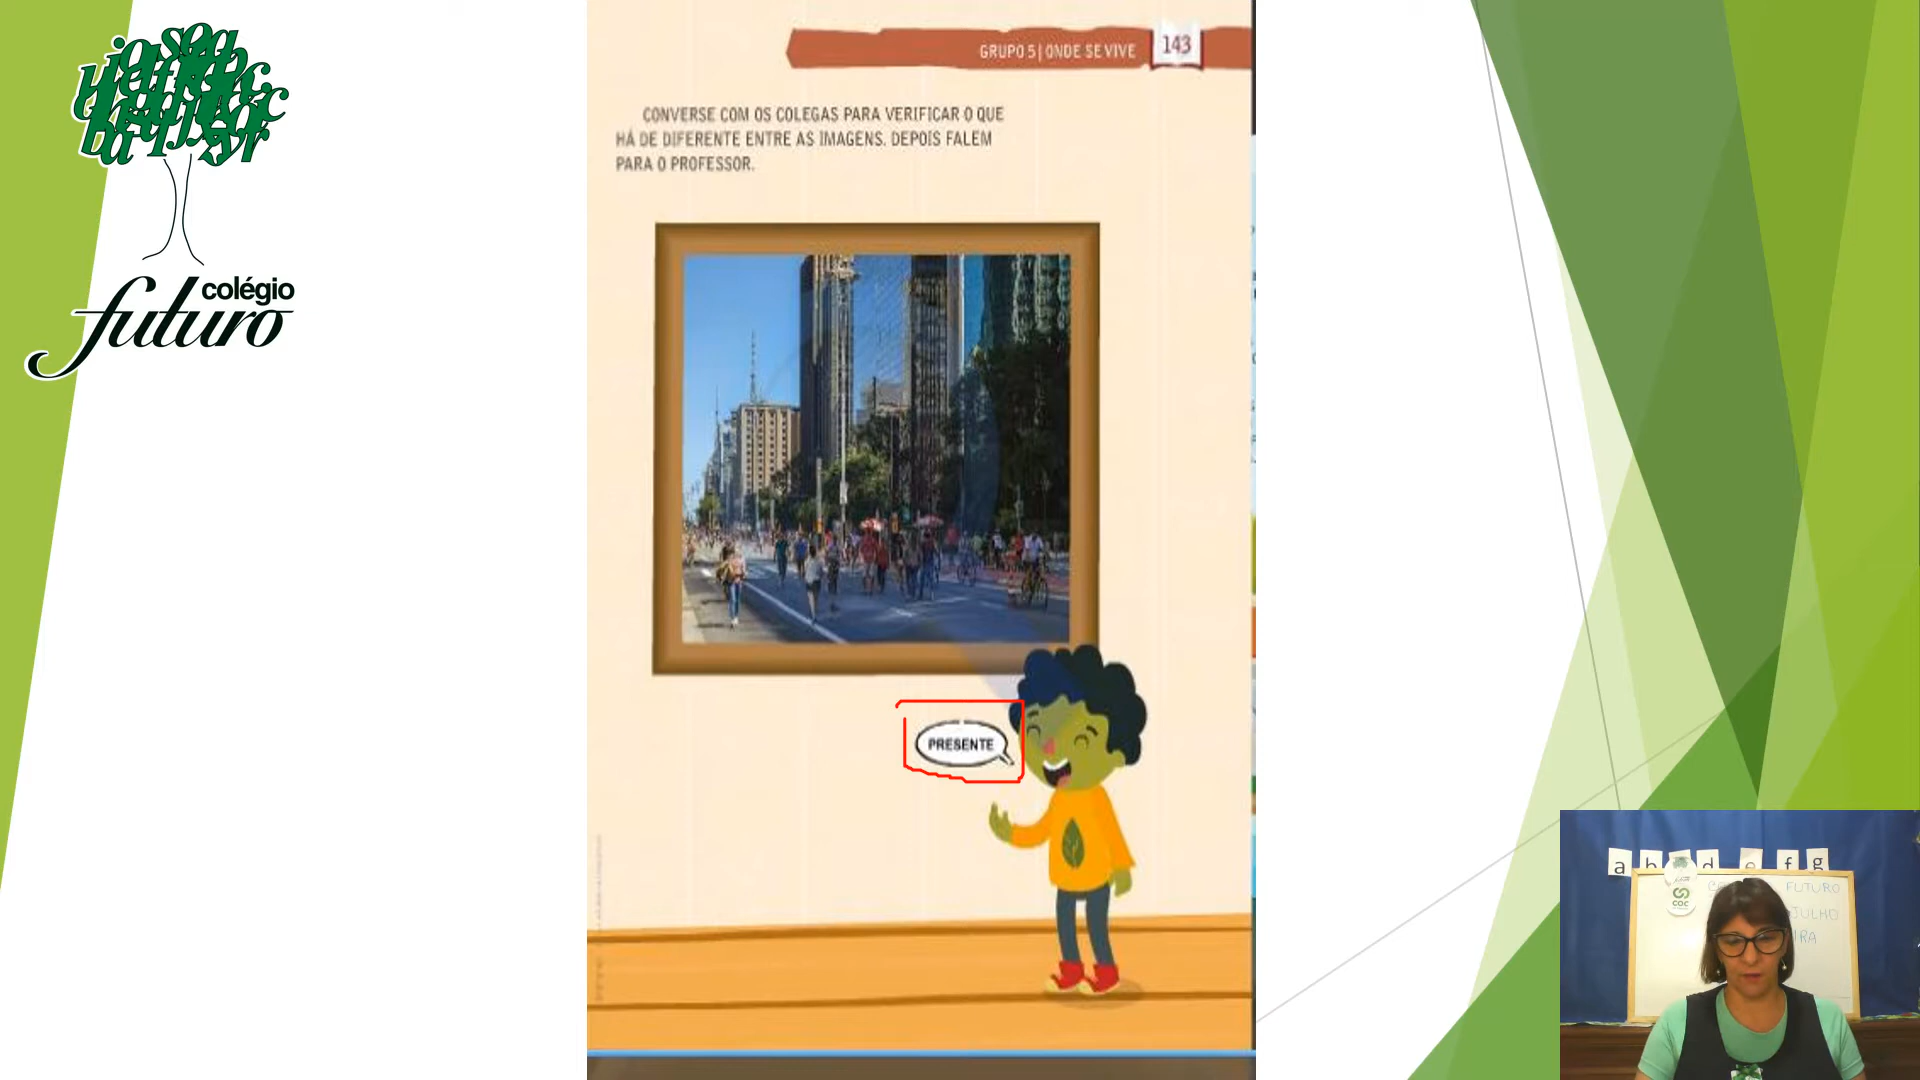 colégio
futuro
GRUPO 5 | ONDE SE VIVE
143
CONVERSE COM OS COLEGAS PARA VERIFICAR O QUE
HÁ DE DIFERENTE ENTRE AS IMAGENS. DEPOIS FALEM
PARA O PROFESSOR.
PRESENTE
a b d e f g
FUTURO
COC
JULHO